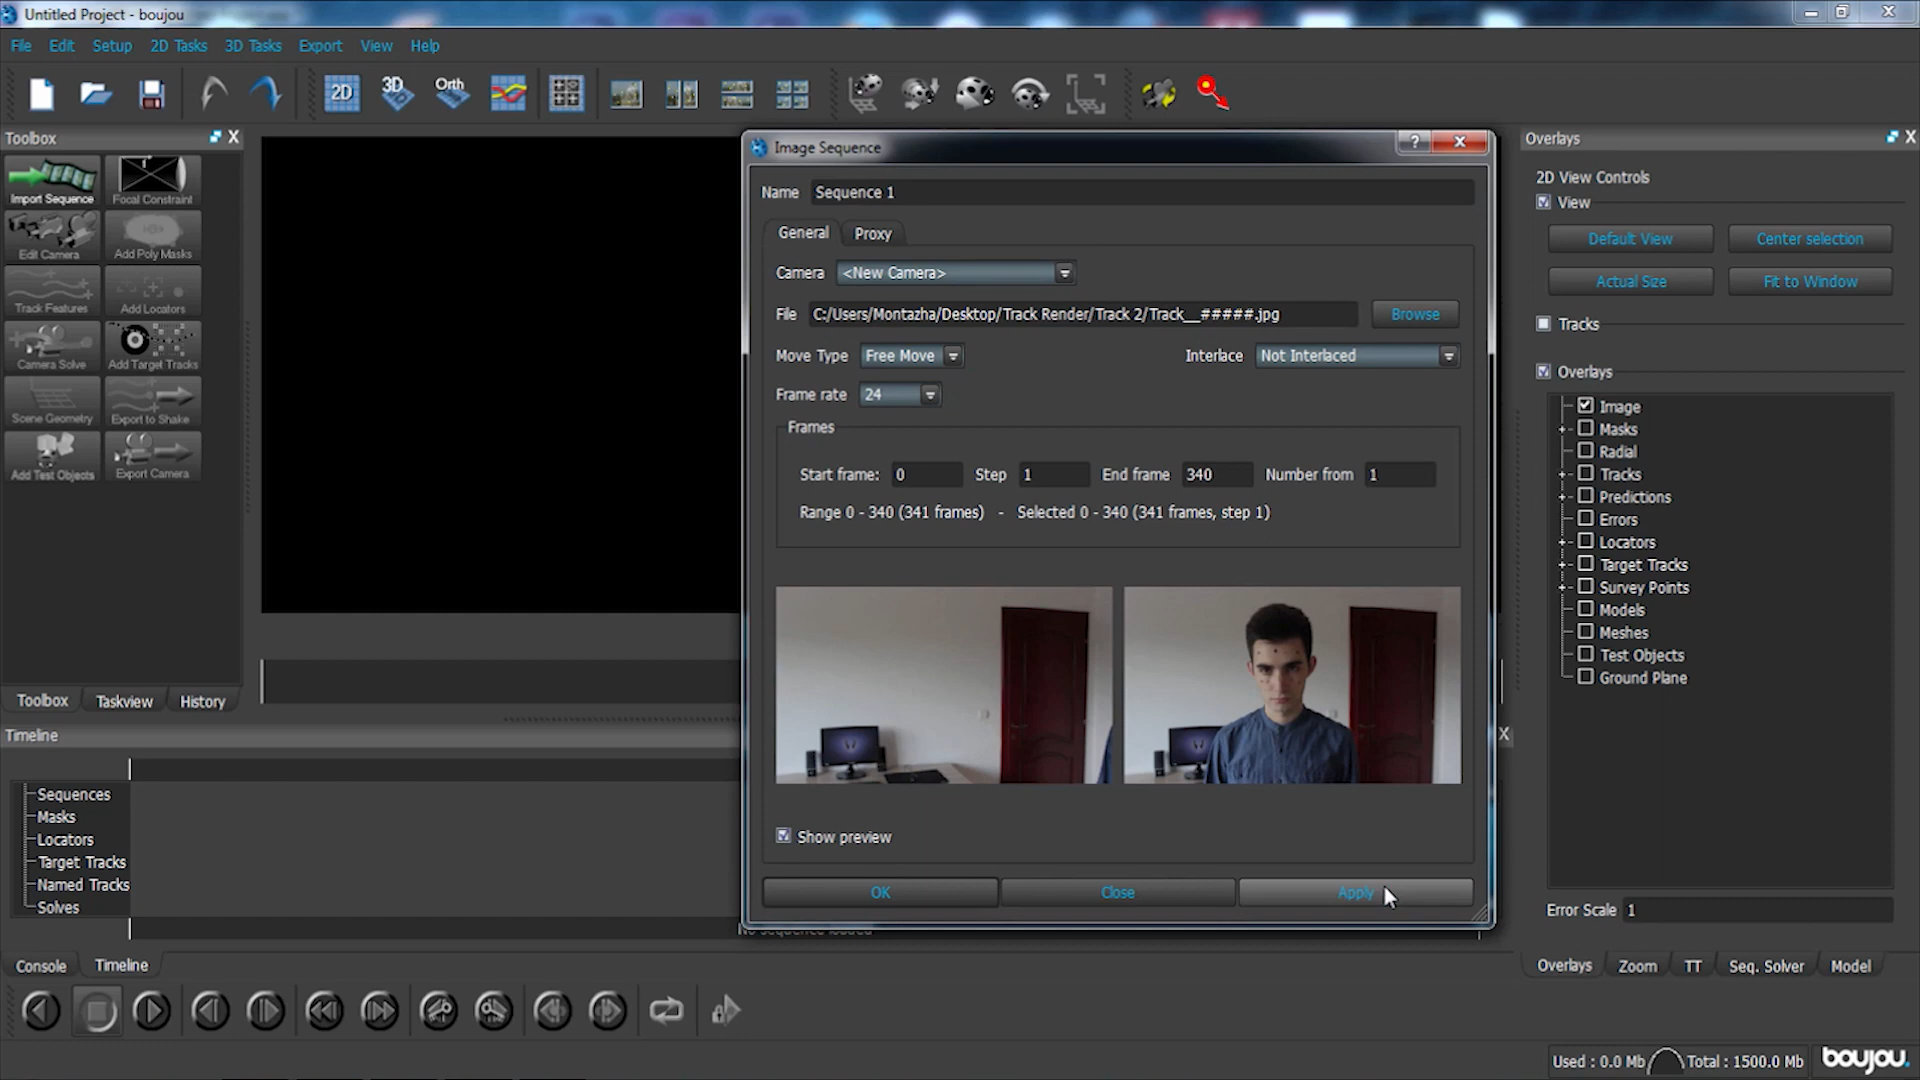 Untitled Project - boujou
File Edit Setup 2D Tasks 3D Tasks Export View Help
2D 3D Orth
Toolbox
Import Sequence Focal Constraint
Edit Camera Add Poly Masks
Track Features Add Locators
Camera Solve Add Target Tracks
Scene Geometry Export to Shake
Add Test Objects Export Camera
Toolbox Taskview History
Image Sequence
Name Sequence 1
General Proxy
Camera <New Camera>
File C:/Users/Montazha/Desktop/Track Render/Track 2/Track__#####.jpg Browse
Move Type Free Move Interlace Not Interlaced
Frame rate 24
Frames
Start frame: 0 Step 1 End frame 340 Number from 1
Range 0 - 340 (341 frames) - Selected 0 - 340 (341 frames, step 1)
Show preview
OK Close Apply
No sequence loaded
Overlays
2D View Controls
View
Default View Center selection
Actual Size Fit to Window
Tracks
Overlays
Image
Masks
Radial
Tracks
Predictions
Errors
Locators
Target Tracks
Survey Points
Models
Meshes
Test Objects
Ground Plane
Error Scale 1
Overlays Zoom TT Seq. Solver Model
Timeline
Sequences
Masks
Locators
Target Tracks
Named Tracks
Solves
Console Timeline
Used : 0.0 Mb Total : 1500.0 Mb boujou.